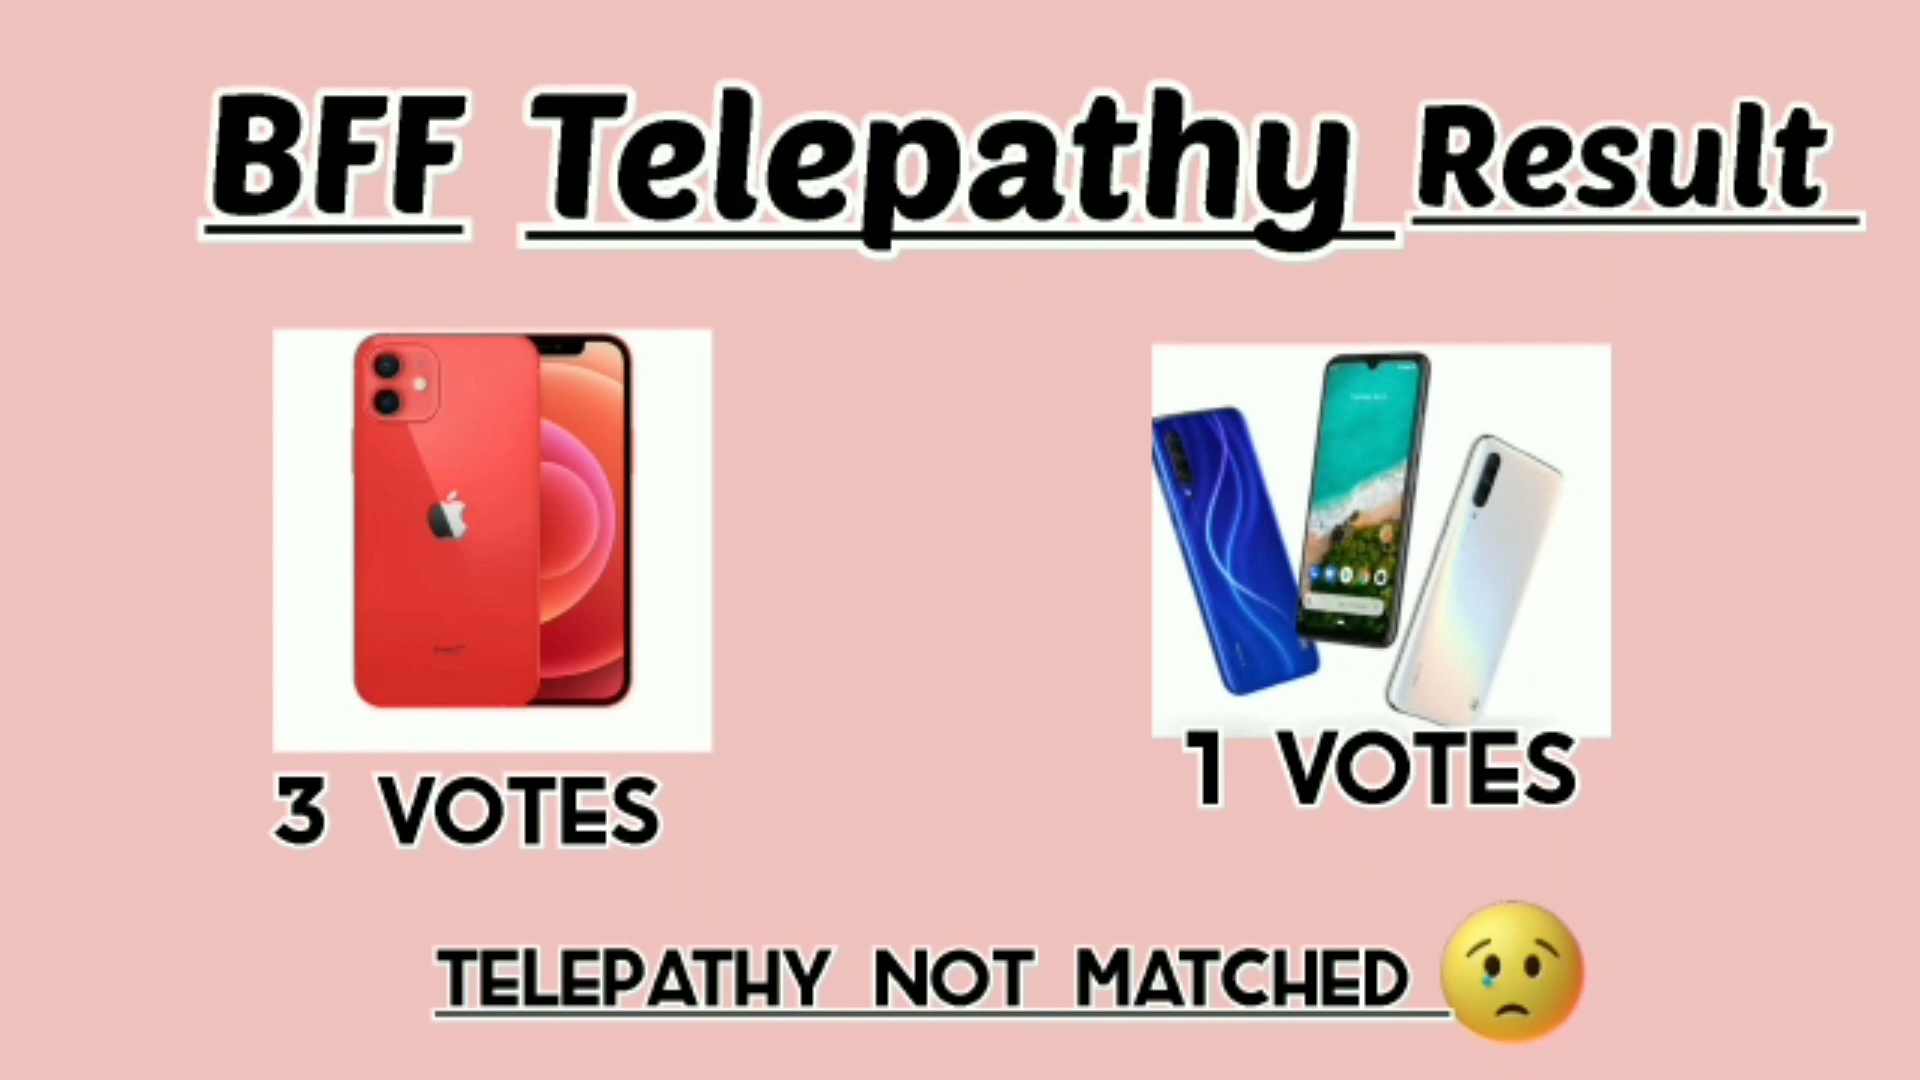 BFF Telepathy Result
3 VOTES
1 VOTES
TELEPATHY NOT MATCHED